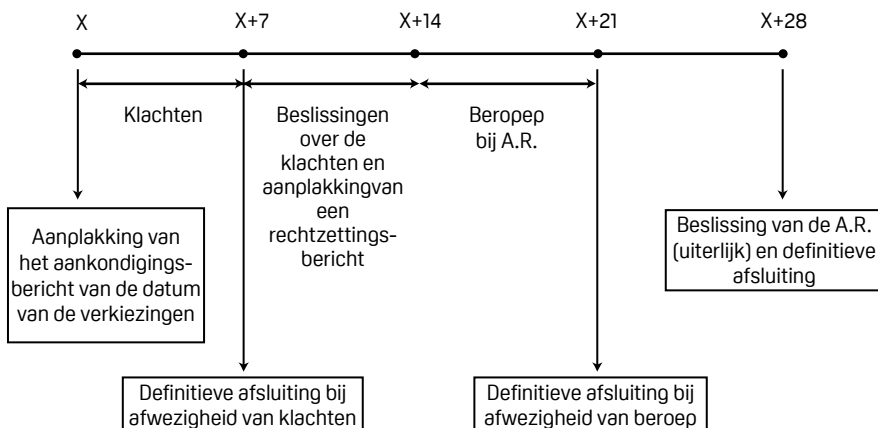 X X+7 X+14 X+21 X+28
Klachten
Beslissingen
over de
klachten en
aanplakkingvan
een
rechtzettings-
bericht
Beropep
bij A.R.
Aanplakking van
het aankondigings-
bericht van de datum
van de verkiezingen
Beslissing van de A.R.
(uiterlijk) en definitieve
afsluiting
Definitieve afsluiting bij
afwezigheid van klachten
Definitieve afsluiting bij
afwezigheid van beroep